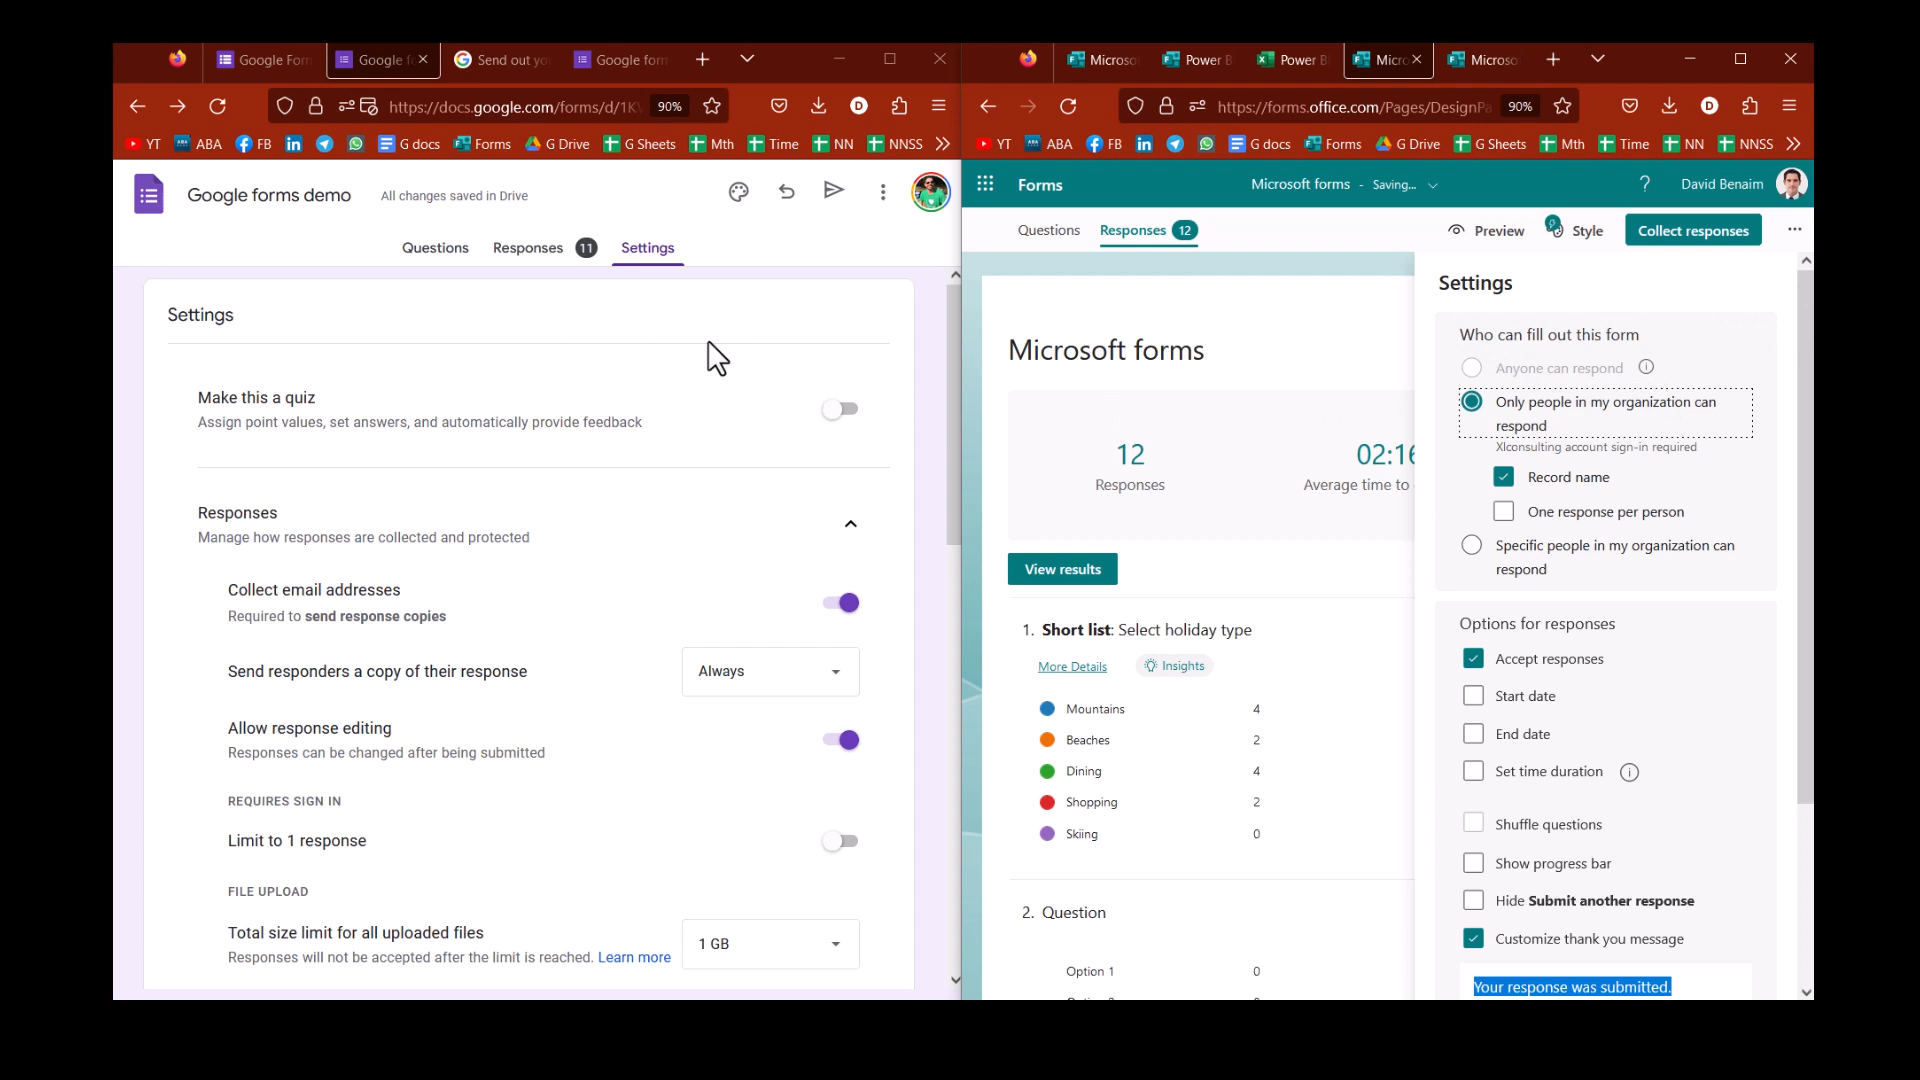 Google For
Google f
Send out yo
Google form
https://docs.google.com/forms/d/1K
90%
YT
ABA
FB
G docs
Forms
G Drive
G Sheets
Mth
Time
NN
NNSS
Google forms demo
All changes saved in Drive
Questions
Responses 11
Settings
Settings
Make this a quiz
Assign point values, set answers, and automatically provide feedback
Responses
Manage how responses are collected and protected
Collect email addresses
Required to send response copies
Send responders a copy of their response
Always
Allow response editing
Responses can be changed after being submitted
REQUIRES SIGN IN
Limit to 1 response
FILE UPLOAD
Total size limit for all uploaded files
1 GB
Responses will not be accepted after the limit is reached. Learn more
Microso
Power B
Power B
Micro
Microso
https://forms.office.com/Pages/DesignPa
90%
YT
ABA
FB
G docs
Forms
G Drive
G Sheets
Mth
Time
NN
NNSS
Forms
Microsoft forms - Saving...
?
David Benaim
Questions
Responses 12
Preview
Style
Collect responses
Microsoft forms
12
Responses
02:16
Average time to
View results
1. Short list: Select holiday type
More Details
Insights
Mountains 4
Beaches 2
Dining 4
Shopping 2
Skiing 0
2. Question
Option 1 0
Settings
Who can fill out this form
Anyone can respond
Only people in my organization can
respond
Xlconsulting account sign-in required
Record name
One response per person
Specific people in my organization can
respond
Options for responses
Accept responses
Start date
End date
Set time duration
Shuffle questions
Show progress bar
Hide Submit another response
Customize thank you message
Your response was submitted.